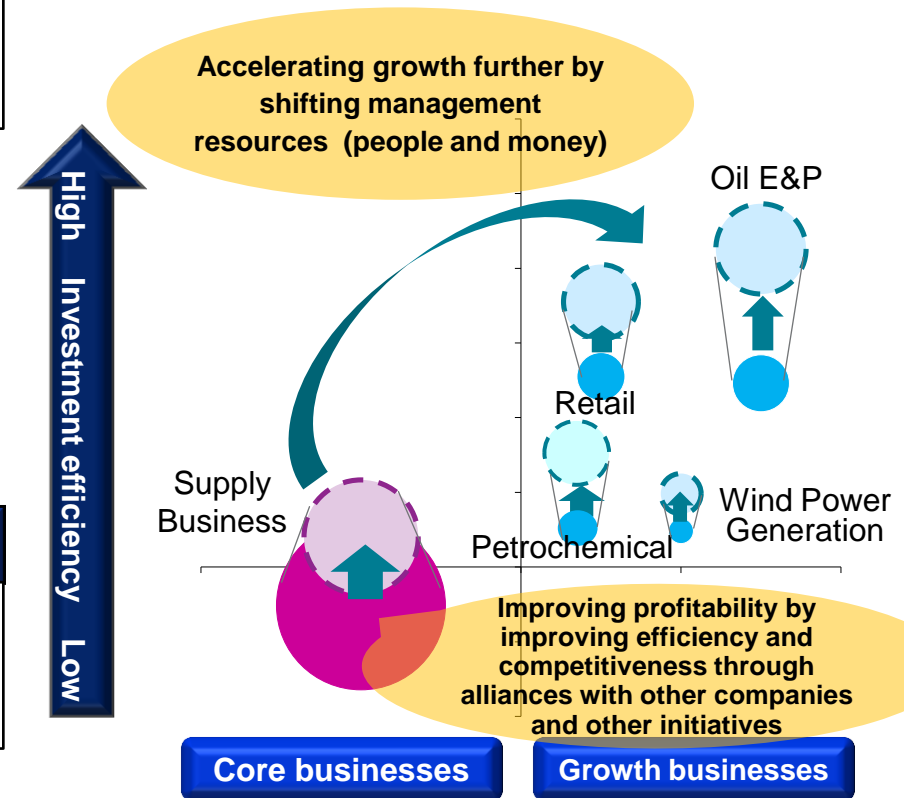 Accelerating growth further by
shifting management
resources (people and money)
High Investment efficiency Low
Oil E&P
Retail
Supply
Business
Wind Power
Generation
Petrochemical
Improving profitability by
improving efficiency and
competitiveness through
alliances with other companies
and other initiatives
Core businesses
Growth businesses